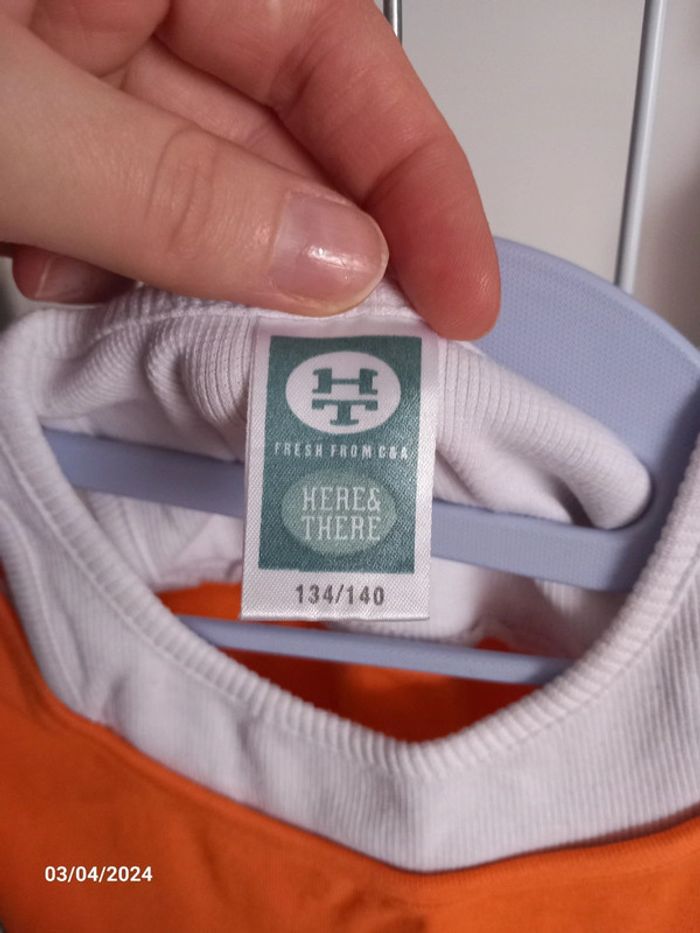 HT
FRESH FROM C&A
HERE&
THERE
134/140
03/04/2024